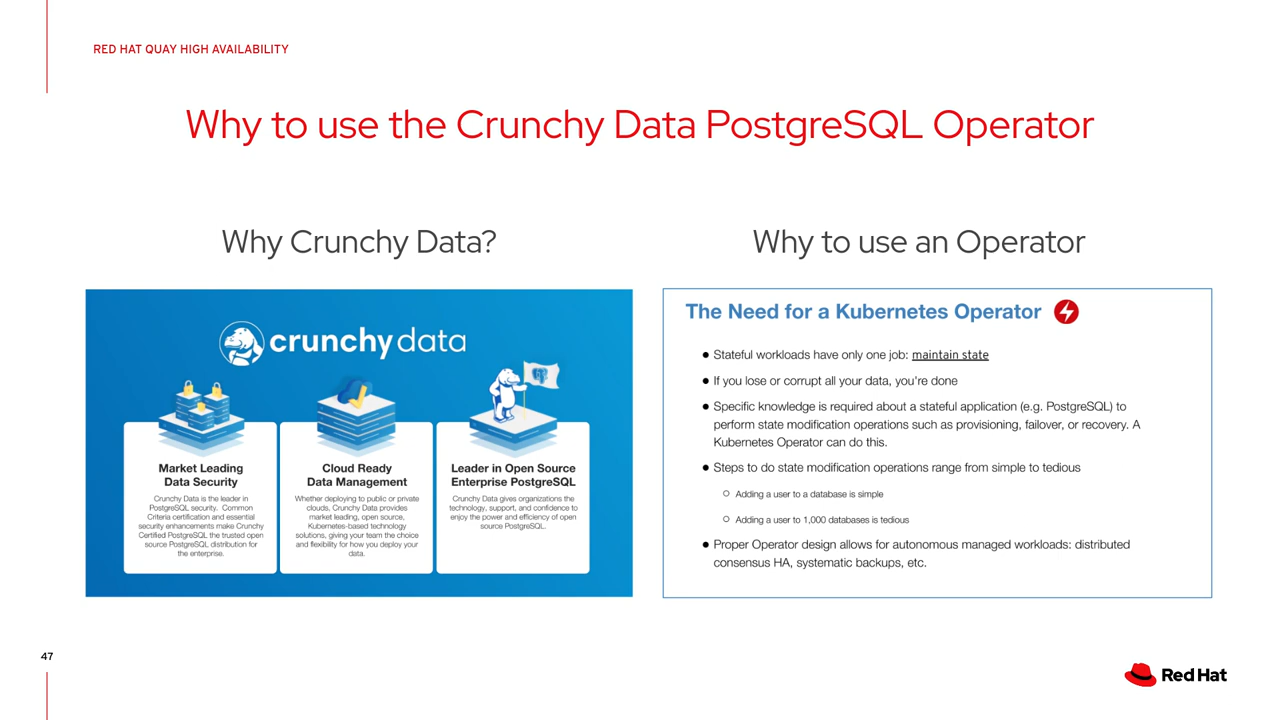 RED HAT QUAY HIGH AVAILABILITY
Why to use the Crunchy Data PostgreSQL Operator
Why Crunchy Data?
crunchy data
Market Leading
Data Security
Crunchy Data is the leader in
PostgreSQL security. Common
Criteria certification and essential
security enhancements make Crunchy
Certified PostgreSQL the trusted open
source PostgreSQL distribution for
the enterprise.
Cloud Ready
Data Management
Whether deploying to public or private
clouds, Crunchy Data provides
market leading, open source,
Kubernetes-based technology
solutions, giving your team the choice
and flexibility for how you deploy your
data.
Leader in Open Source
Enterprise PostgreSQL
Crunchy Data gives organizations the
technology, support, and confidence to
enjoy the power and efficiency of open
source PostgreSQL.
Why to use an Operator
The Need for a Kubernetes Operator
● Stateful workloads have only one job: maintain state
● If you lose or corrupt all your data, you're done
● Specific knowledge is required about a stateful application (e.g. PostgreSQL) to
perform state modification operations such as provisioning, failover, or recovery. A
Kubernetes Operator can do this.
● Steps to do state modification operations range from simple to tedious
○ Adding a user to a database is simple
○ Adding a user to 1,000 databases is tedious
● Proper Operator design allows for autonomous managed workloads: distributed
consensus HA, systematic backups, etc.
47
Red Hat